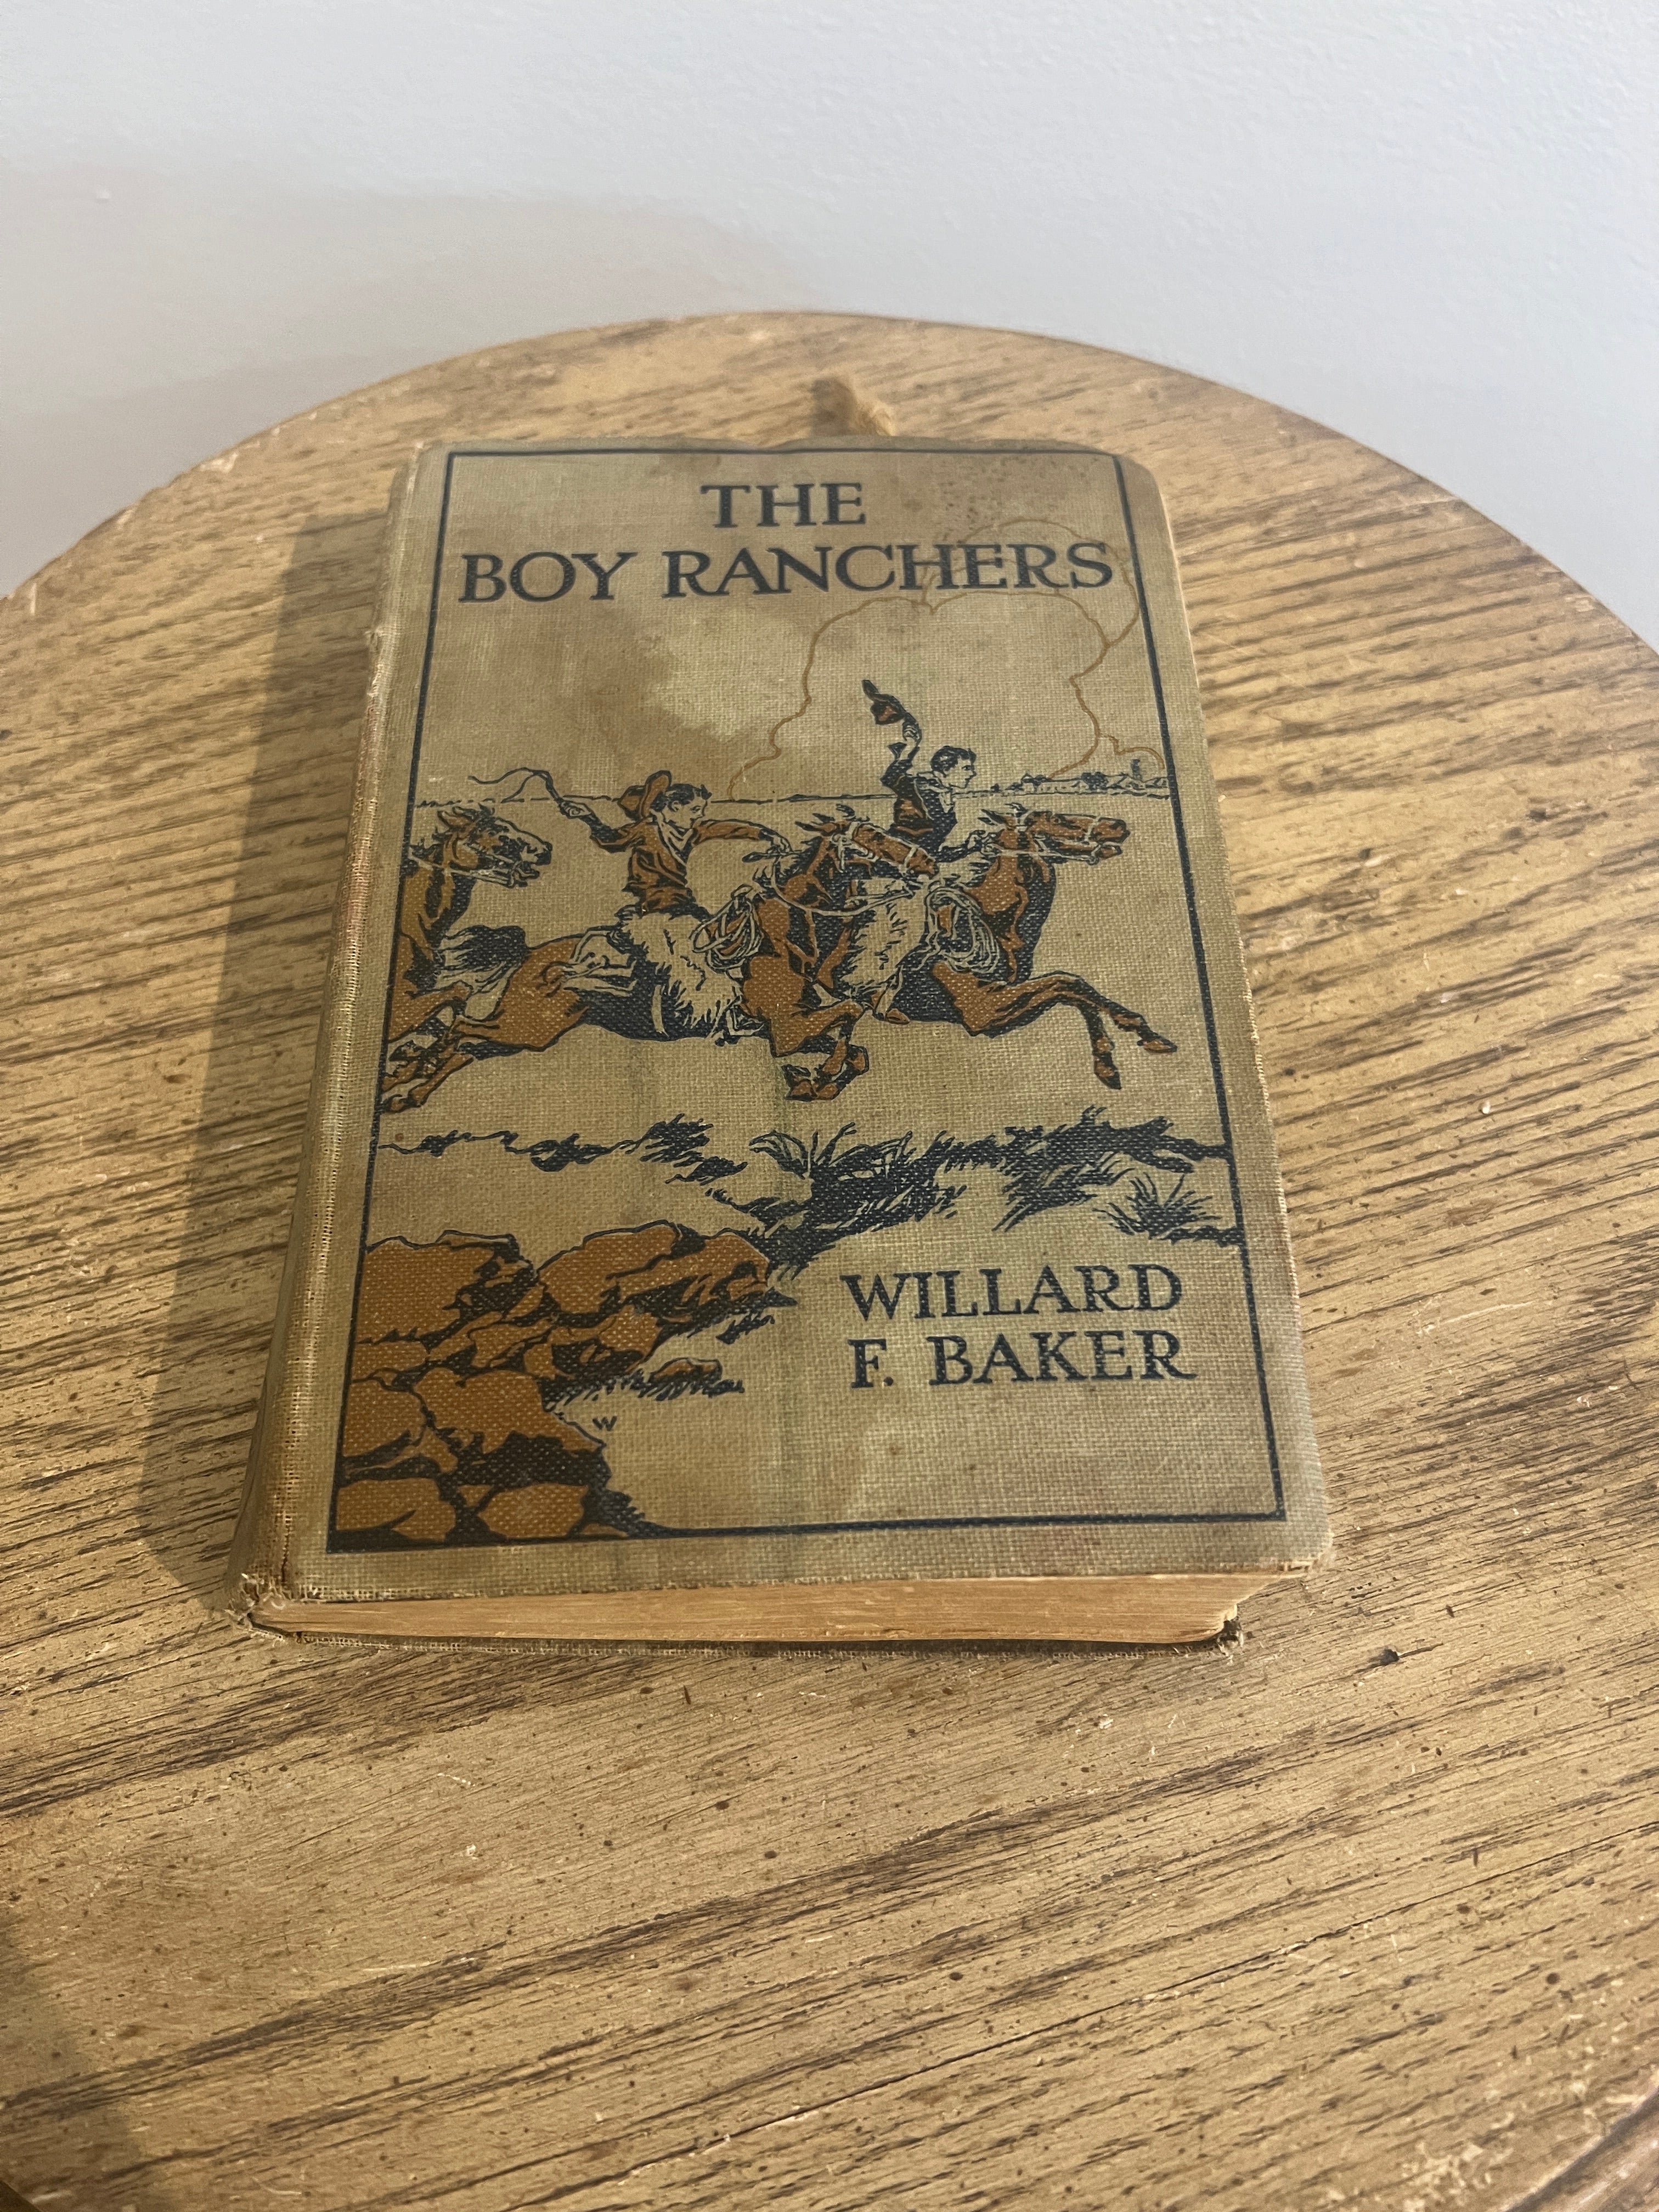 THE
BOY RANCHERS
WILLARD
F. BAKER
W